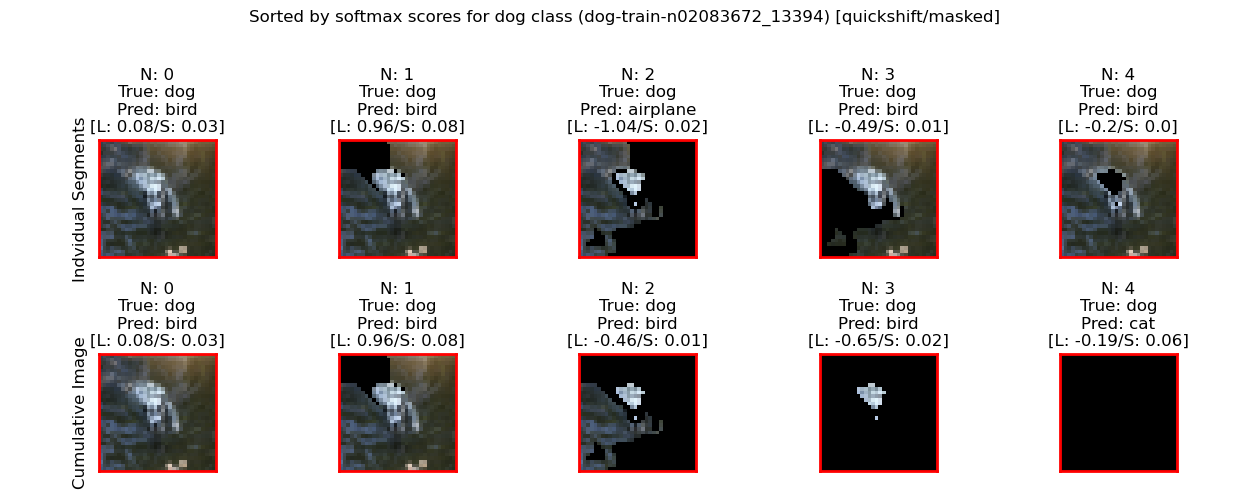 Sorted by softmax scores for dog class (dog-train-n02083672_13394) [quickshift/masked]
Indvidual Segments
N: 0
True: dog
Pred: bird
[L: 0.08/S: 0.03]
N: 1
True: dog
Pred: bird
[L: 0.96/S: 0.08]
N: 2
True: dog
Pred: airplane
[L: -1.04/S: 0.02]
N: 3
True: dog
Pred: bird
[L: -0.49/S: 0.01]
N: 4
True: dog
Pred: bird
[L: -0.2/S: 0.0]
Cumulative Image
N: 0
True: dog
Pred: bird
[L: 0.08/S: 0.03]
N: 1
True: dog
Pred: bird
[L: 0.96/S: 0.08]
N: 2
True: dog
Pred: bird
[L: -0.46/S: 0.01]
N: 3
True: dog
Pred: bird
[L: -0.65/S: 0.02]
N: 4
True: dog
Pred: cat
[L: -0.19/S: 0.06]